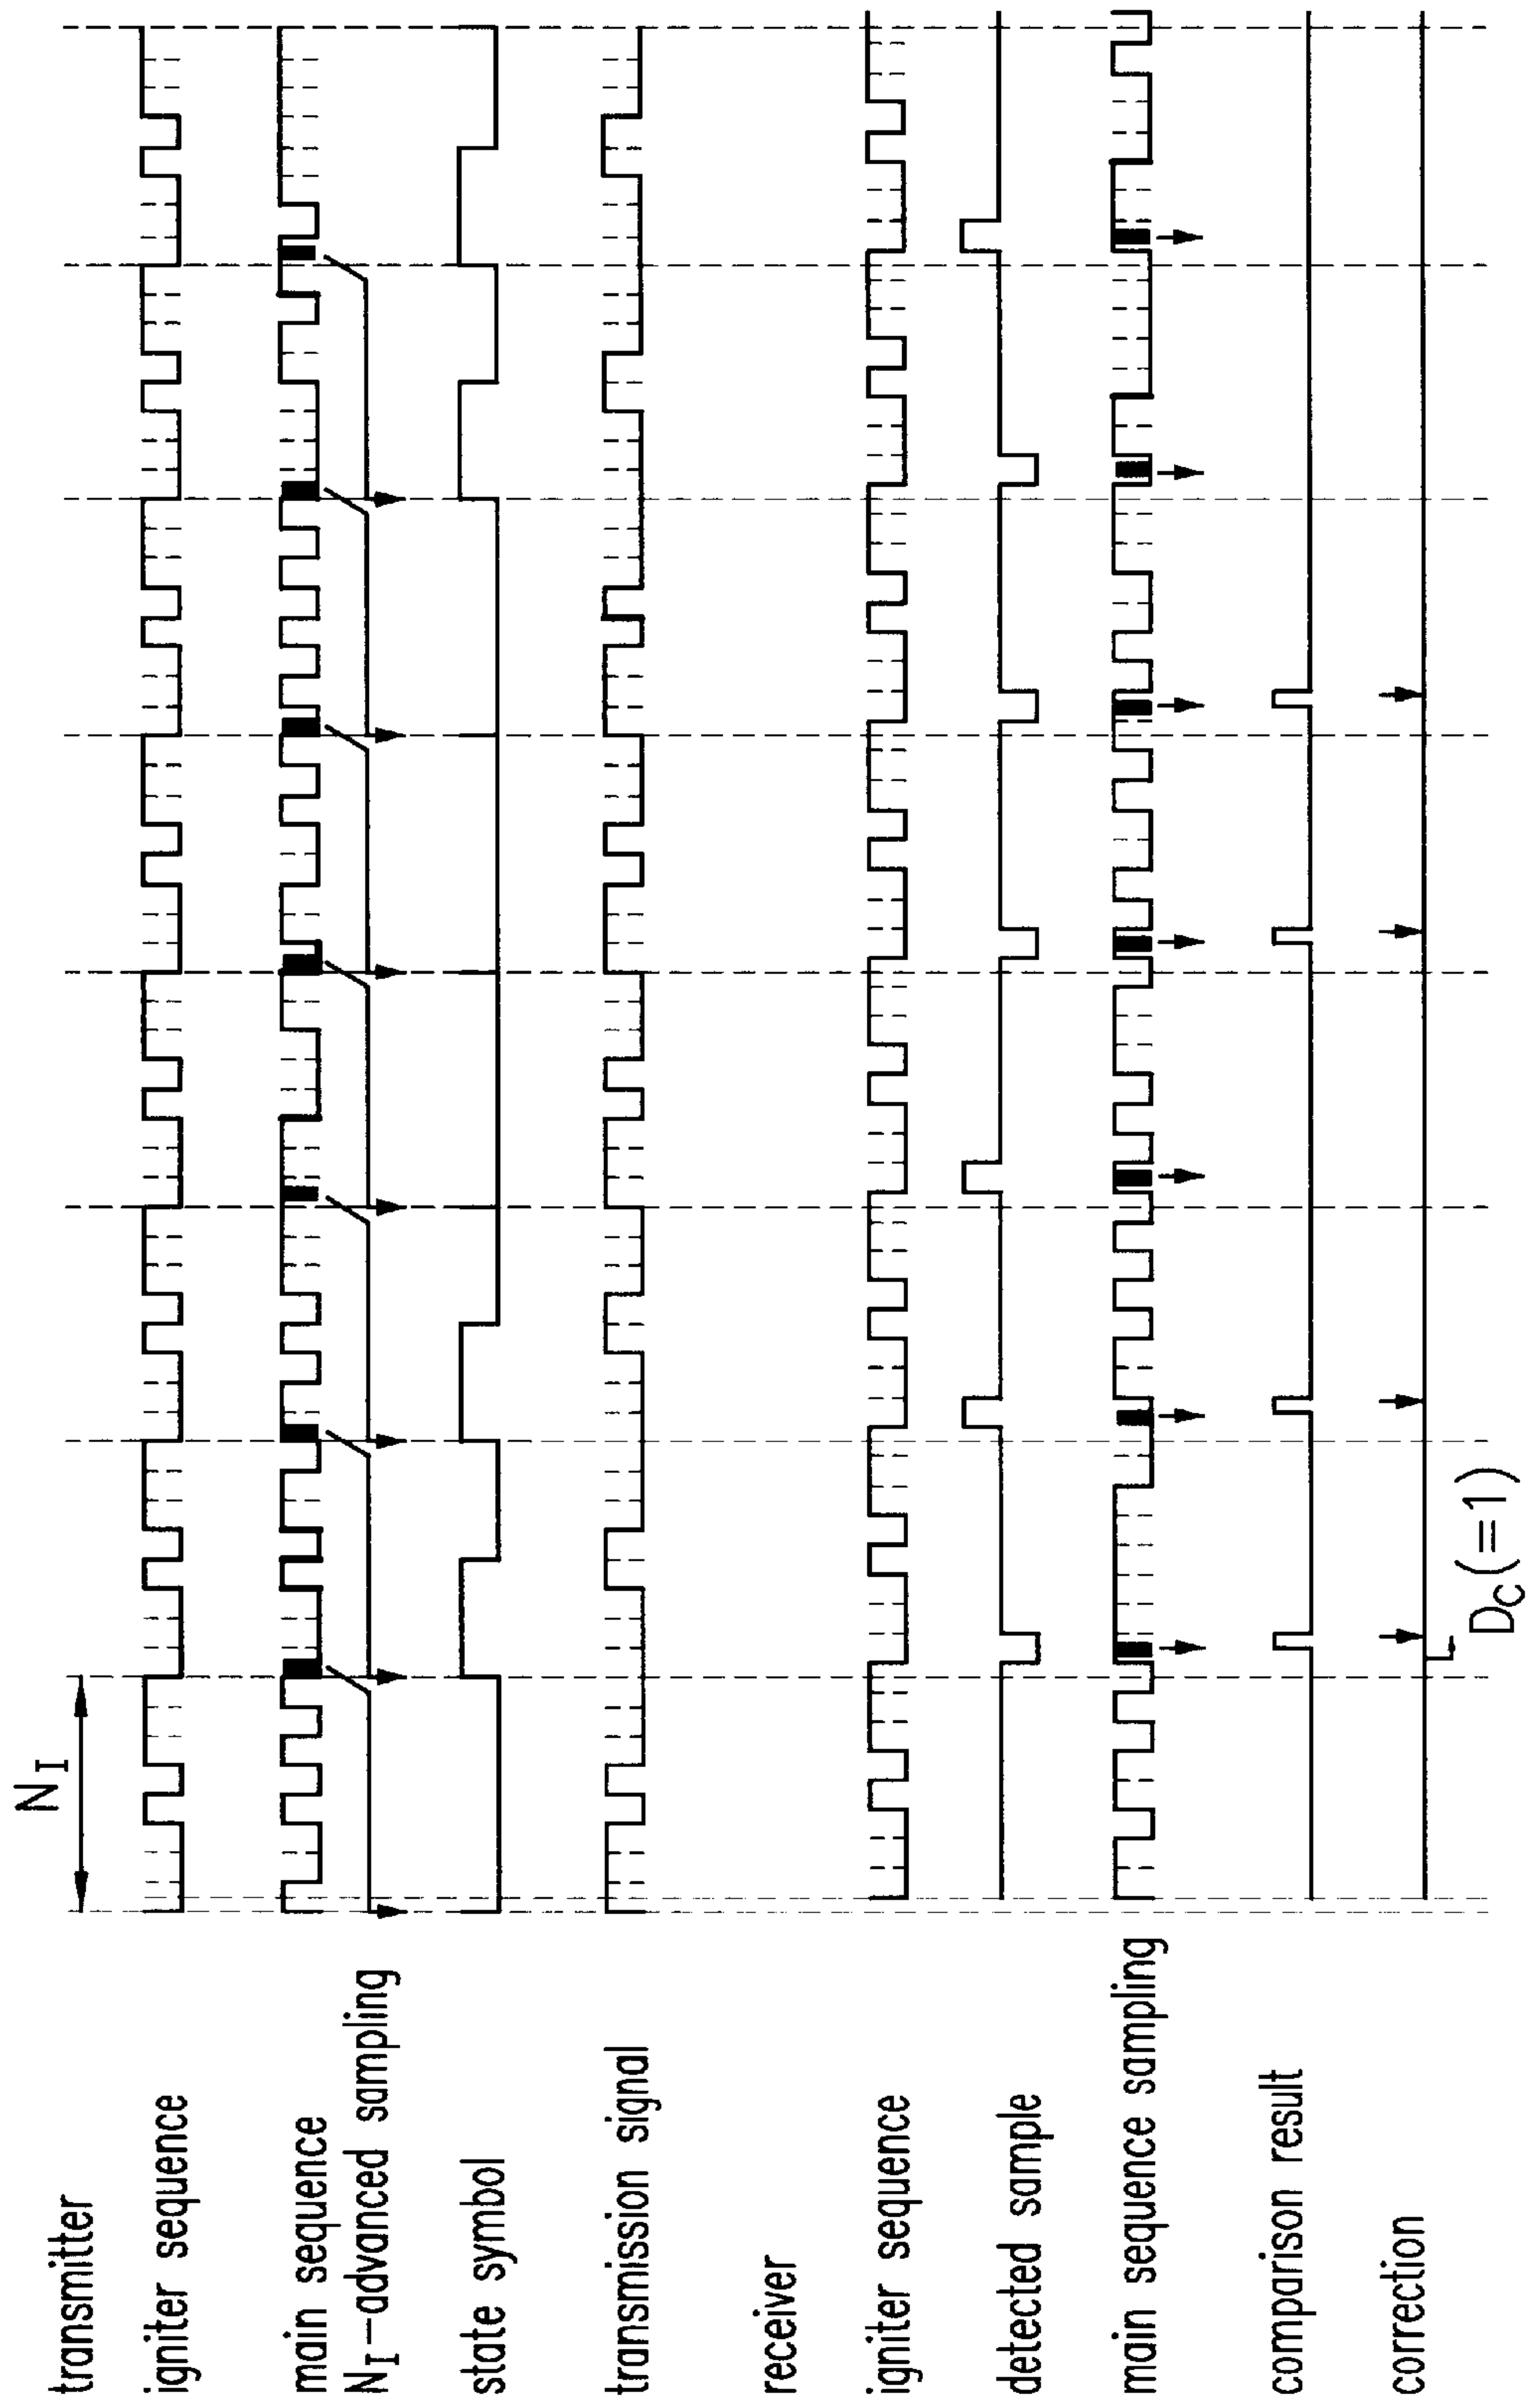 N_I
transmitter
igniter sequence
main sequence
N_I-advanced sampling
state symbol
transmission signal
receiver
igniter sequence
detected sample
main sequence sampling
comparison result
correction
D_C(=1)